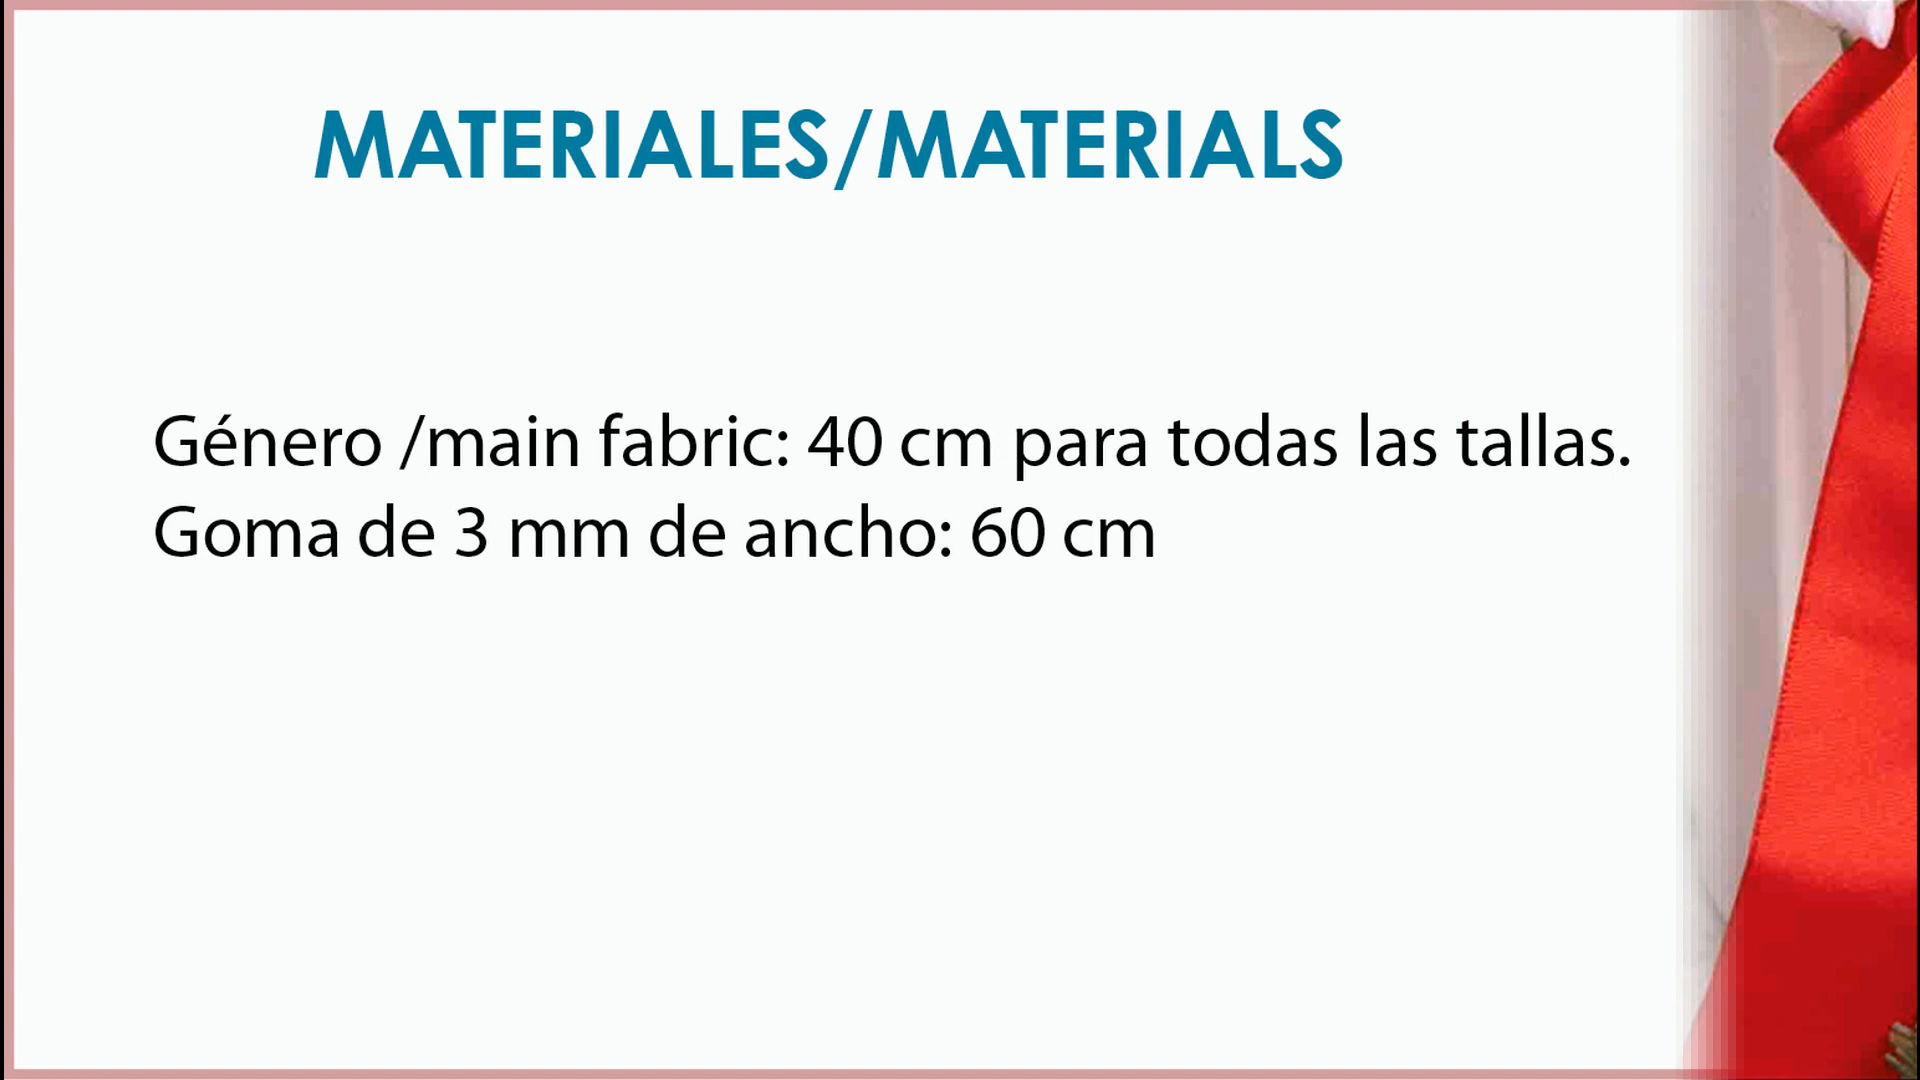 MATERIALES/MATERIALS
Género /main fabric: 40 cm para todas las tallas.
Goma de 3 mm de ancho: 60 cm